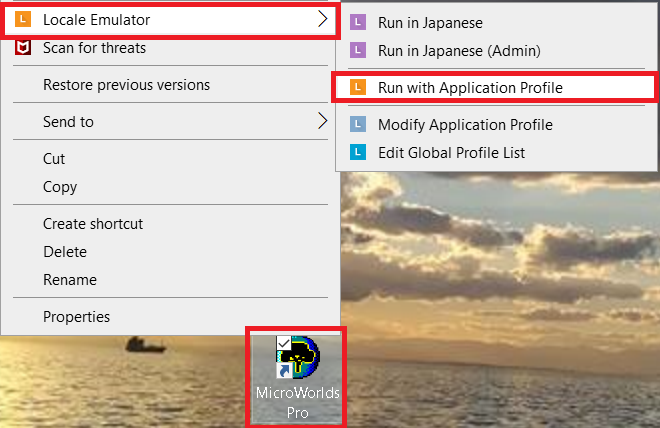 Locale Emulator
Scan for threats
Restore previous versions
Send to
Cut
Copy
Create shortcut
Delete
Rename
Properties
L Run in Japanese
L Run in Japanese (Admin)
L Run with Application Profile
L Modify Application Profile
L Edit Global Profile List
MicroWorlds
Pro